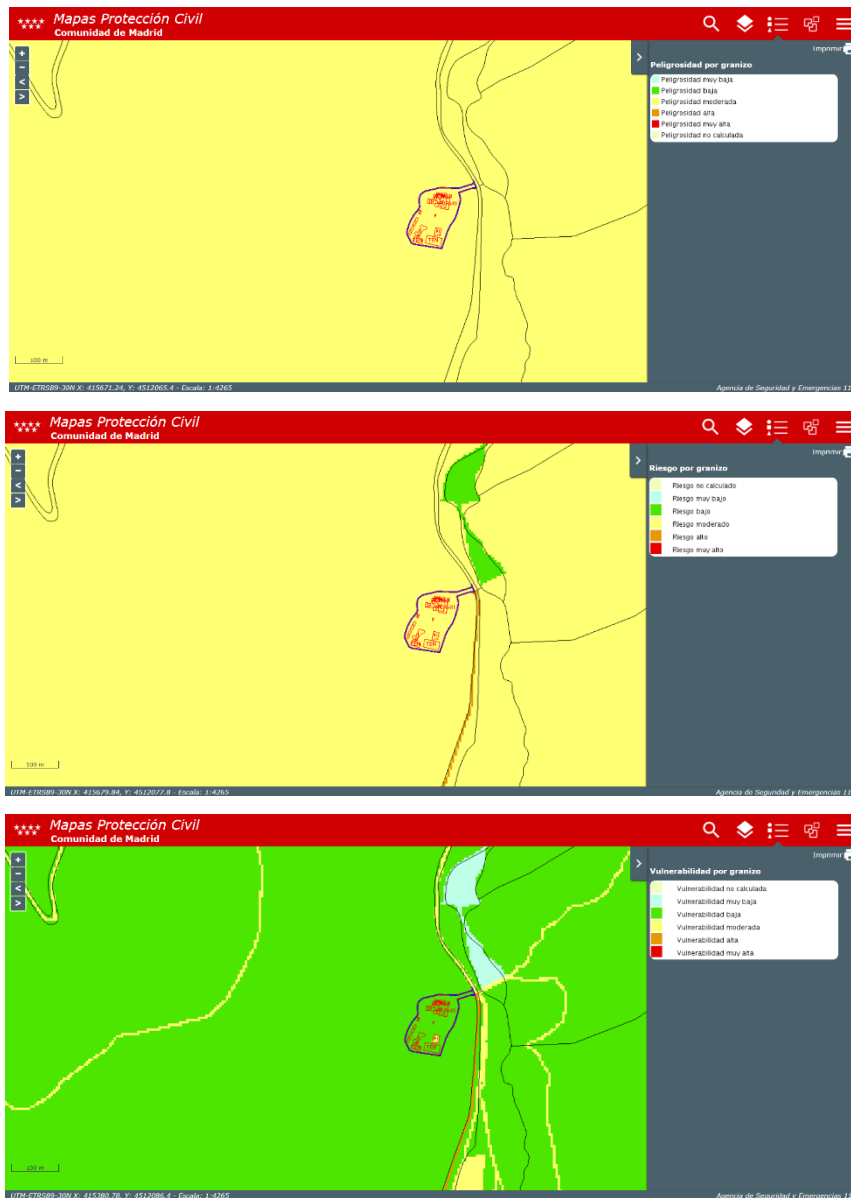 Mapas Protección Civil
Comunidad de Madrid
Imprimir
+
−
<
>
>
Peligrosidad por granizo
Peligrosidad muy baja
Peligrosidad baja
Peligrosidad moderada
Peligrosidad alta
Peligrosidad muy alta
Peligrosidad no calculada
TEN
100 m
UTM-ETRS89-30N X: 415671.24, Y: 4512065.4 - Escala: 1:4265
Agencia de Seguridad y Emergencias 11
Mapas Protección Civil
Comunidad de Madrid
Imprimir
+
−
<
>
>
Riesgo por granizo
Riesgo no calculado
Riesgo muy bajo
Riesgo bajo
Riesgo moderado
Riesgo alto
Riesgo muy alto
TEN
100 m
UTM-ETRS89-30N X: 415679.84, Y: 4512077.8 - Escala: 1:4265
Agencia de Seguridad y Emergencias 11
Mapas Protección Civil
Comunidad de Madrid
Imprimir
+
−
<
>
>
Vulnerabilidad por granizo
Vulnerabilidad no calculada
Vulnerabilidad muy baja
Vulnerabilidad baja
Vulnerabilidad moderada
Vulnerabilidad alta
Vulnerabilidad muy alta
TEN
100 m
UTM-ETRS89-30N X: 415380.78, Y: 4512086.4 - Escala: 1:4265
Agencia de Seguridad y Emergencias 11